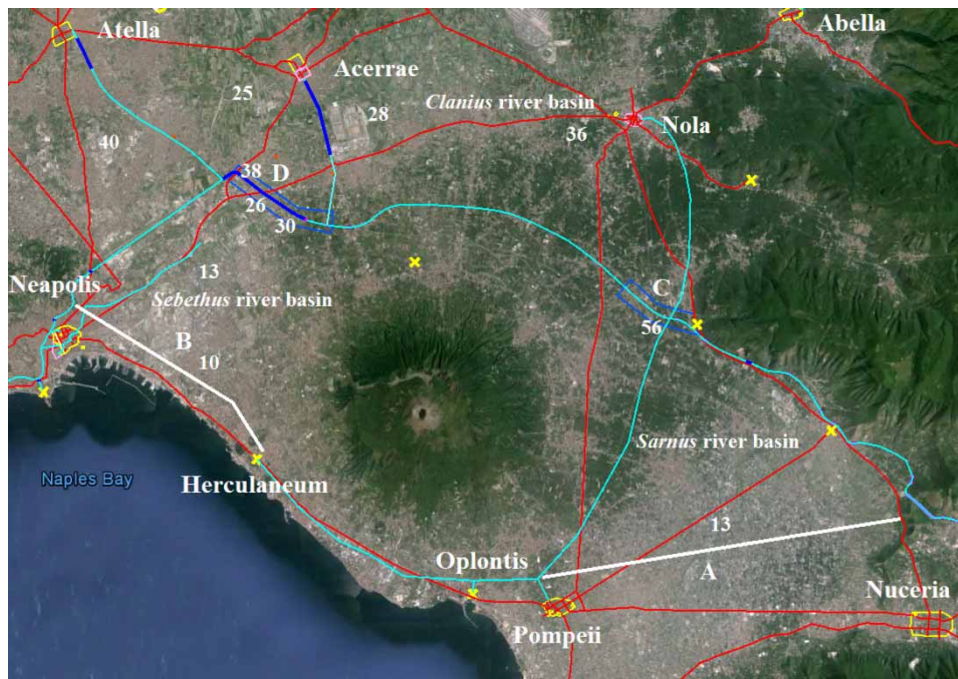 Atella
Abella
Acerrae
25
28
Clanius river basin
36
Nola
40
38
D
26
30
13
Neapolis
Sebethus river basin
C
56
B
10
Sarnus river basin
Naples Bay
Herculaneum
13
Oplontis
A
Nuceria
Pompeii